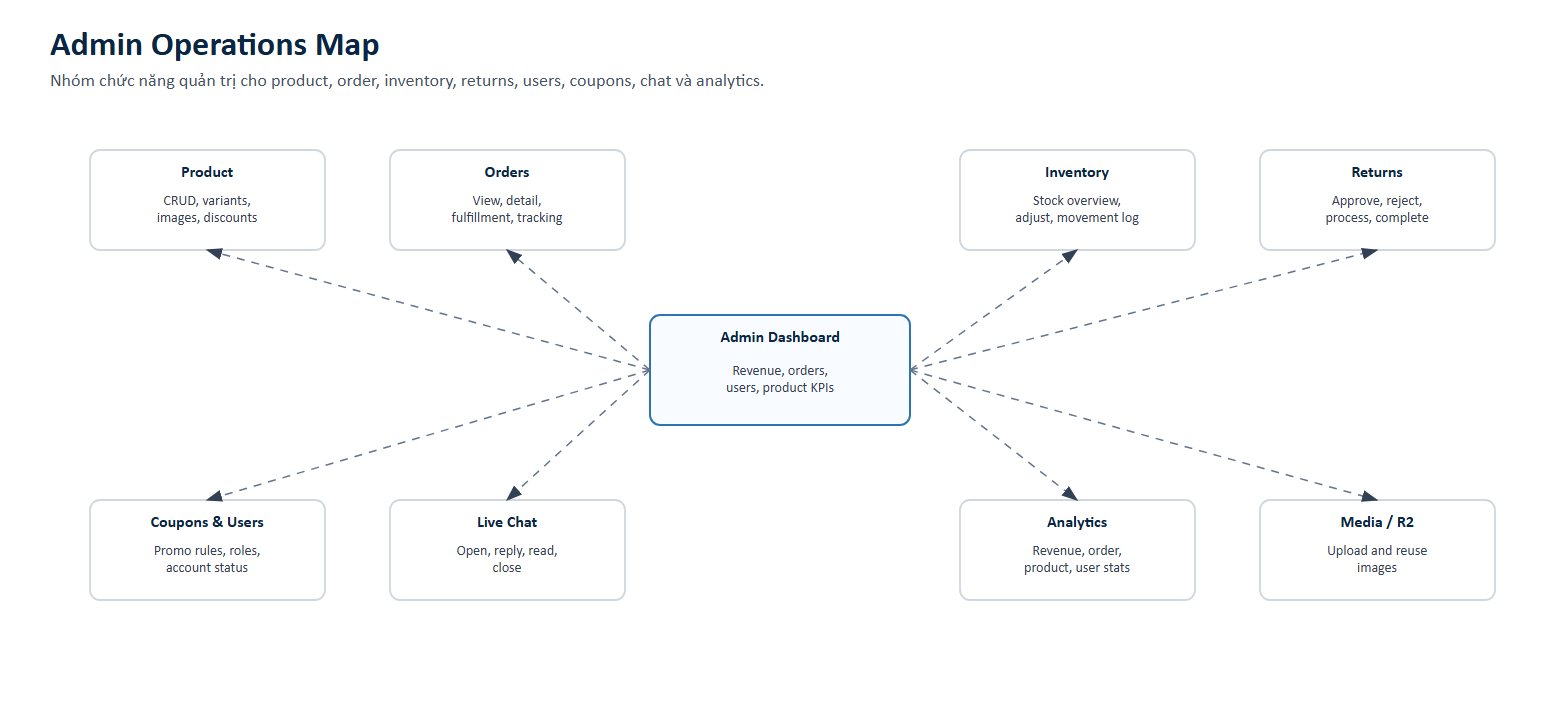 Admin Operations Map
Nhóm chức năng quản trị cho product, order, inventory, returns, users, coupons, chat và analytics.
Product
CRUD, variants,
images, discounts
Orders
View, detail,
fulfillment, tracking
Inventory
Stock overview,
adjust, movement log
Returns
Approve, reject,
process, complete
Admin Dashboard
Revenue, orders,
users, product KPIs
Coupons & Users
Promo rules, roles,
account status
Live Chat
Open, reply, read,
close
Analytics
Revenue, order,
product, user stats
Media / R2
Upload and reuse
images